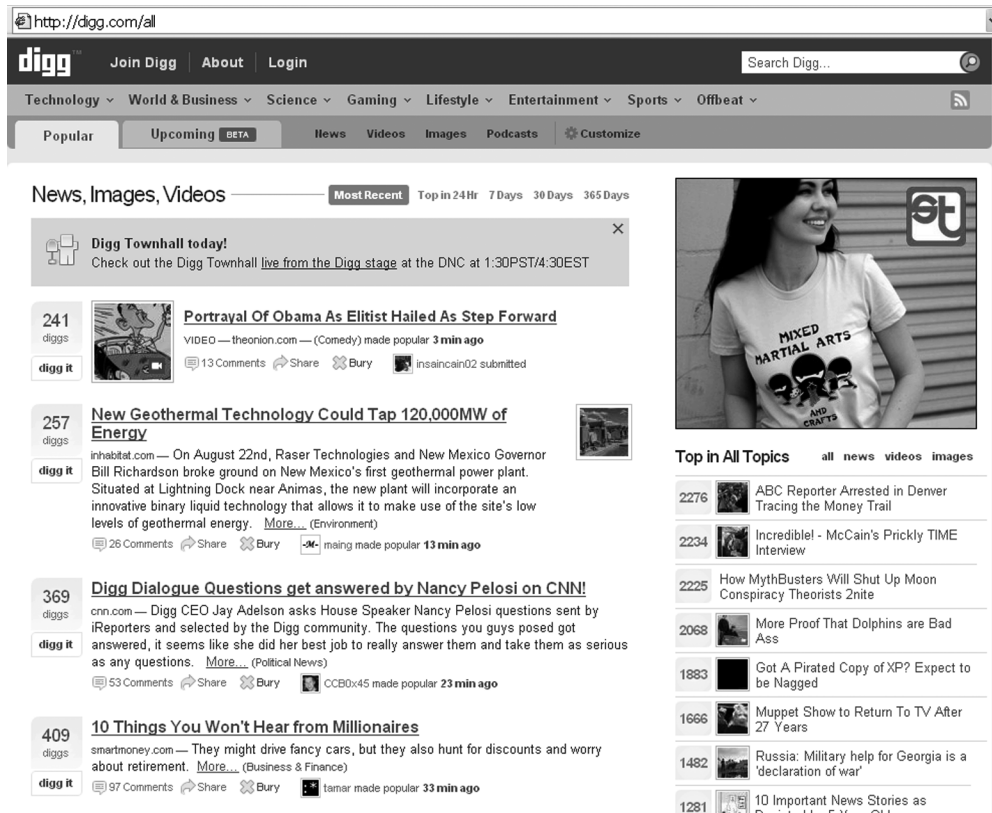 http://digg.com/all
digg™ Join Digg About Login Search Digg...
Technology World & Business Science Gaming Lifestyle Entertainment Sports Offbeat
Popular Upcoming BETA News Videos Images Podcasts Customize
News, Images, Videos Most Recent Top in 24 Hr 7 Days 30 Days 365 Days
Digg Townhall today!
Check out the Digg Townhall live from the Digg stage at the DNC at 1:30PST/4:30EST
241
diggs
digg it
Portrayal Of Obama As Elitist Hailed As Step Forward
VIDEO — theonion.com — (Comedy) made popular 3 min ago
13 Comments Share Bury insaincain02 submitted
257
diggs
digg it
New Geothermal Technology Could Tap 120,000MW of
Energy
inhabitat.com — On August 22nd, Raser Technologies and New Mexico Governor
Bill Richardson broke ground on New Mexico's first geothermal power plant.
Situated at Lightning Dock near Animas, the new plant will incorporate an
innovative binary liquid technology that allows it to make use of the site's low
levels of geothermal energy. More... (Environment)
26 Comments Share Bury -M- maing made popular 13 min ago
369
diggs
digg it
Digg Dialogue Questions get answered by Nancy Pelosi on CNN!
cnn.com — Digg CEO Jay Adelson asks House Speaker Nancy Pelosi questions sent by
iReporters and selected by the Digg community. The questions you guys posed got
answered, it seems like she did her best job to really answer them and take them as serious
as any questions. More... (Political News)
53 Comments Share Bury CCB0x45 made popular 23 min ago
409
diggs
digg it
10 Things You Won't Hear from Millionaires
smartmoney.com — They might drive fancy cars, but they also hunt for discounts and worry
about retirement. More... (Business & Finance)
97 Comments Share Bury tamar made popular 33 min ago
st
MIXED
MARTIAL ARTS
AND
CRAFTS
Top in All Topics all news videos images
2276 ABC Reporter Arrested in Denver
Tracing the Money Trail
2234 Incredible! - McCain's Prickly TIME
Interview
2225 How MythBusters Will Shut Up Moon
Conspiracy Theorists 2nite
2068 More Proof That Dolphins are Bad
Ass
1883 Got A Pirated Copy of XP? Expect to
be Nagged
1666 Muppet Show to Return To TV After
27 Years
1482 Russia: Military help for Georgia is a
'declaration of war'
1281 10 Important News Stories as